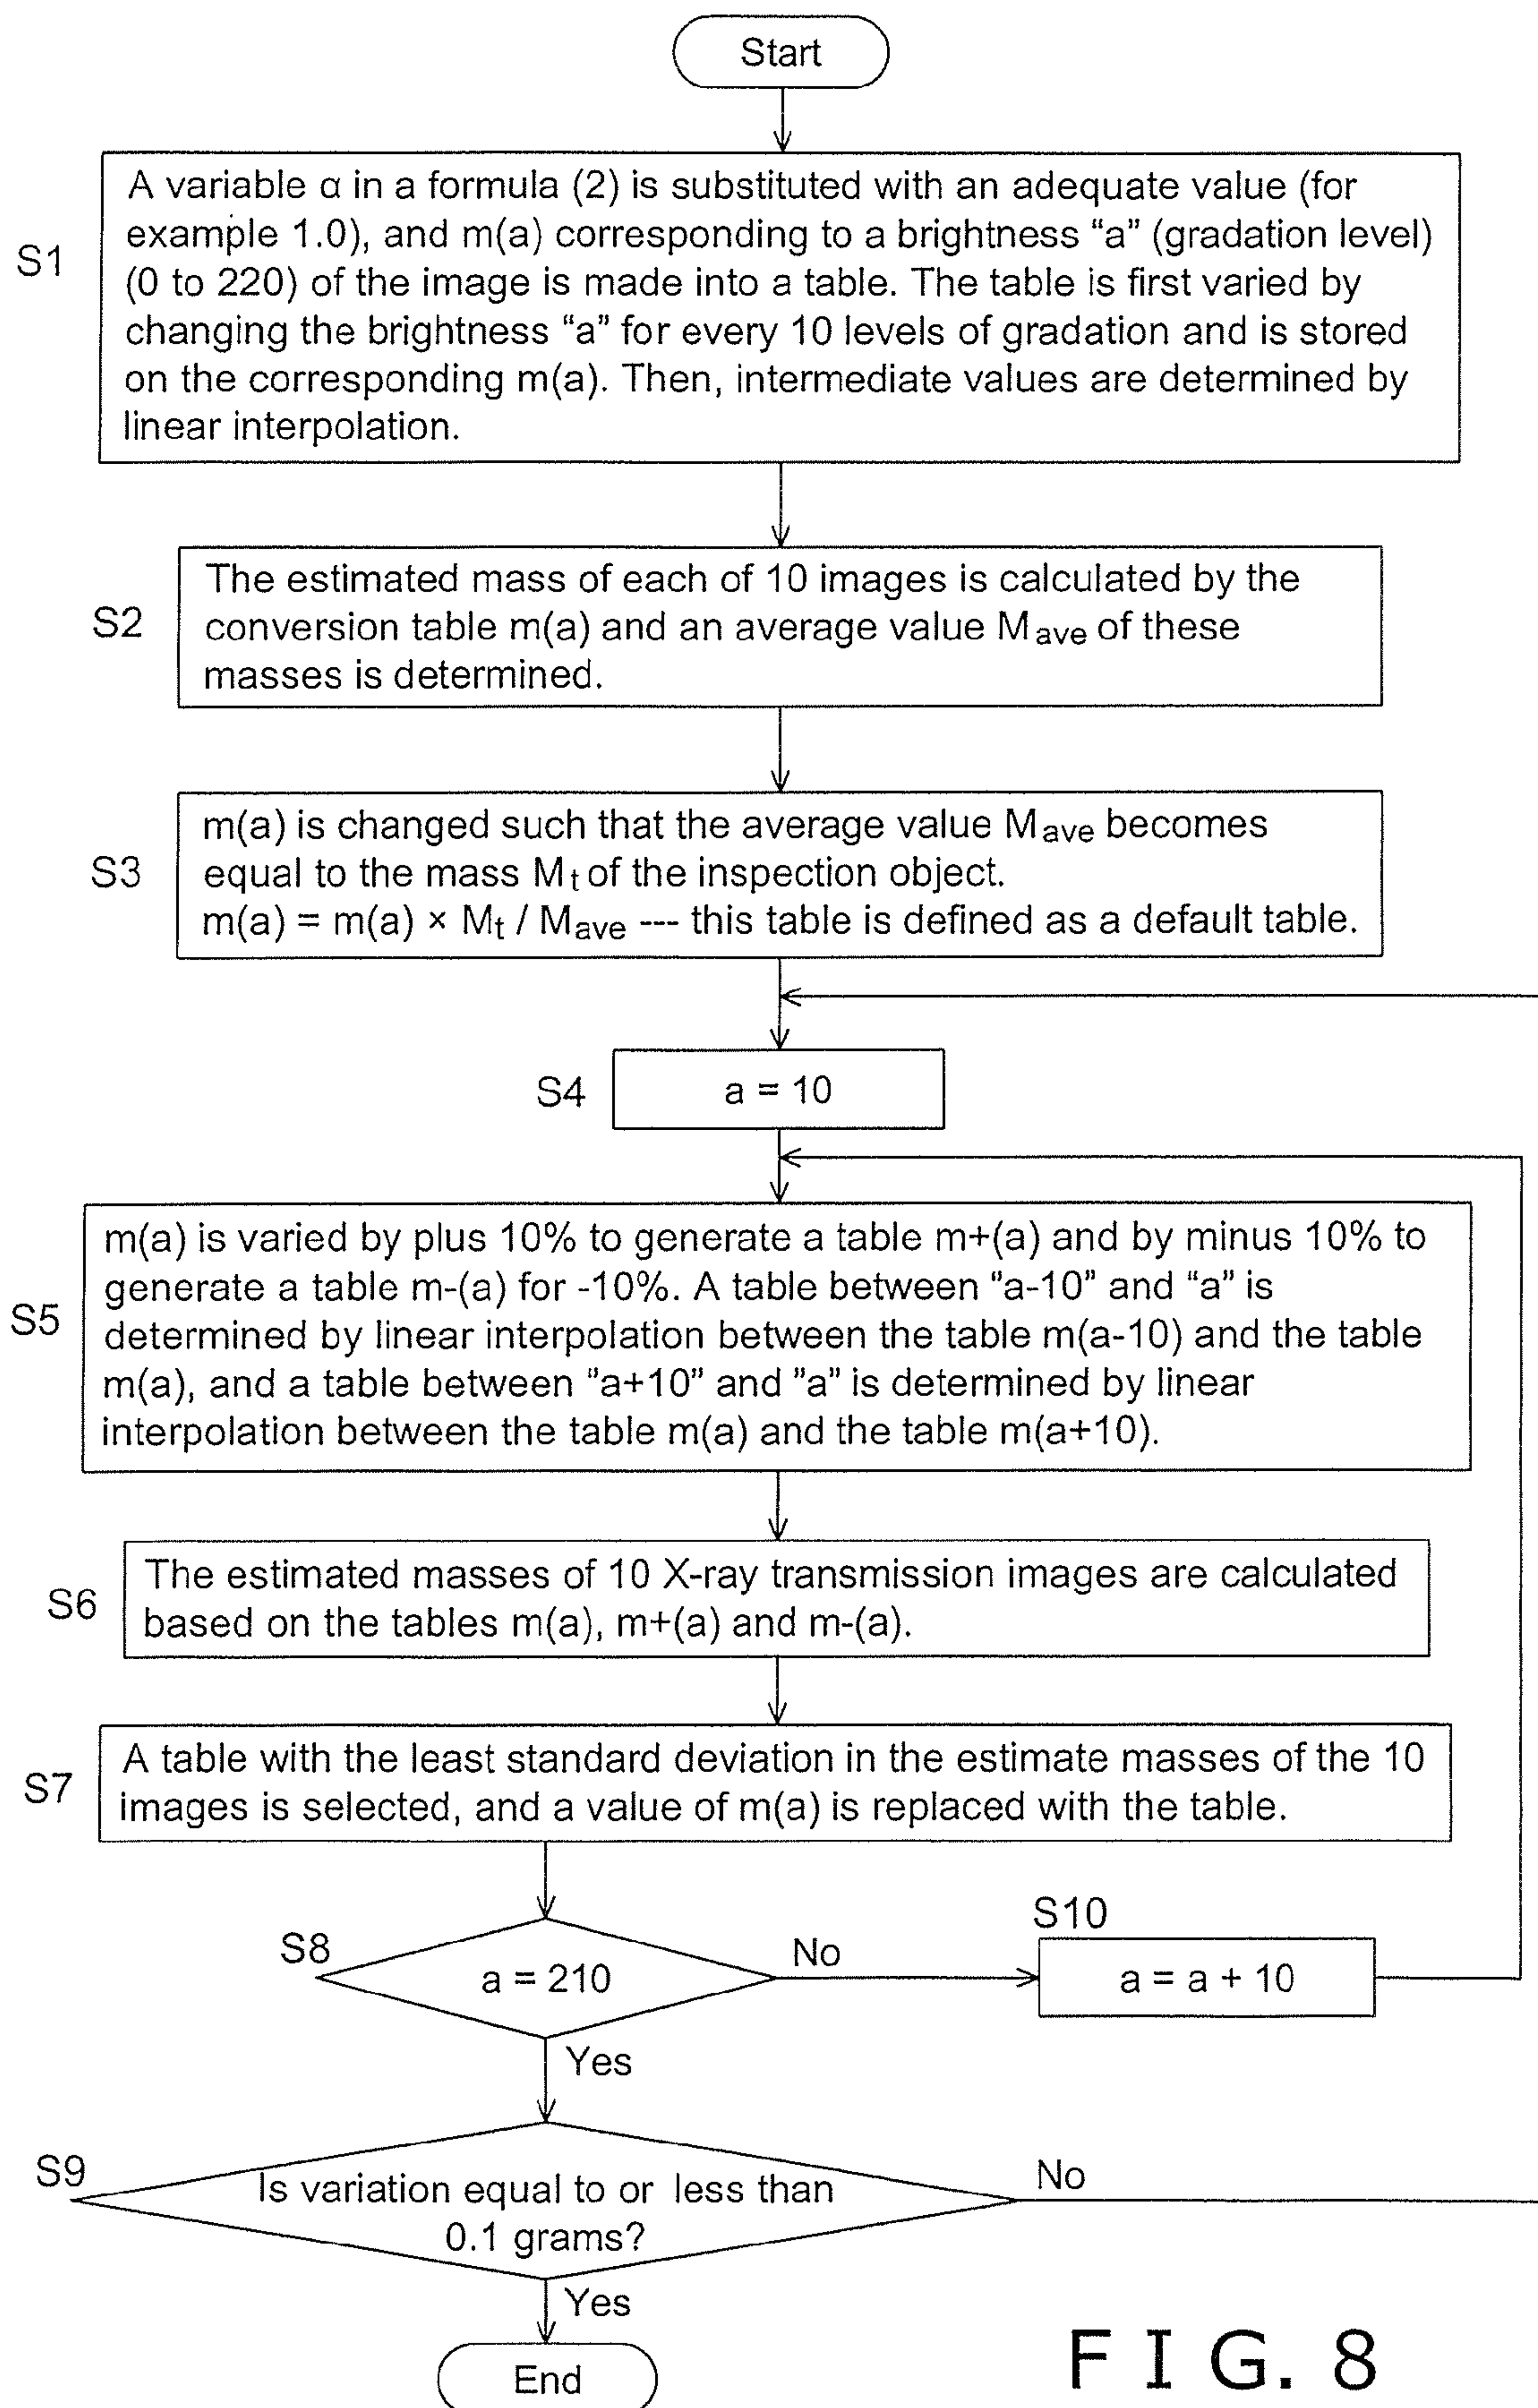 Start
S1
A variable α in a formula (2) is substituted with an adequate value (for
example 1.0), and m(a) corresponding to a brightness “a” (gradation level)
(0 to 220) of the image is made into a table. The table is first varied by
changing the brightness “a” for every 10 levels of gradation and is stored
on the corresponding m(a). Then, intermediate values are determined by
linear interpolation.
S2
The estimated mass of each of 10 images is calculated by the
conversion table m(a) and an average value Mave of these
masses is determined.
S3
m(a) is changed such that the average value Mave becomes
equal to the mass Mt of the inspection object.
m(a) = m(a) × Mt / Mave --- this table is defined as a default table.
S4
a = 10
S5
m(a) is varied by plus 10% to generate a table m+(a) and by minus 10% to
generate a table m-(a) for -10%. A table between "a-10" and "a" is
determined by linear interpolation between the table m(a-10) and the table
m(a), and a table between "a+10" and "a" is determined by linear
interpolation between the table m(a) and the table m(a+10).
S6
The estimated masses of 10 X-ray transmission images are calculated
based on the tables m(a), m+(a) and m-(a).
S7
A table with the least standard deviation in the estimate masses of the 10
images is selected, and a value of m(a) is replaced with the table.
S8
a = 210
No
S10
a = a + 10
Yes
S9
Is variation equal to or less than
0.1 grams?
No
Yes
End
FIG. 8